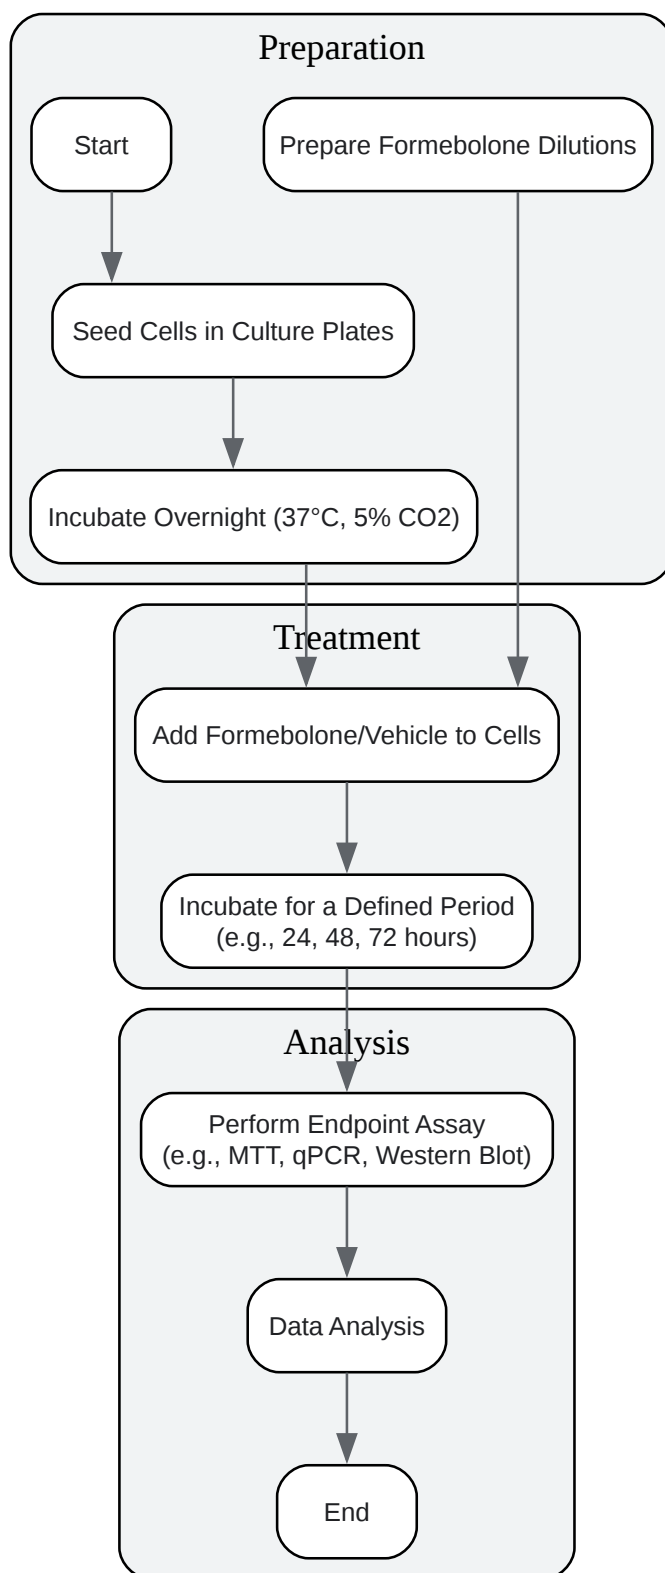 Preparation
Start
Prepare Formebolone Dilutions
Seed Cells in Culture Plates
Incubate Overnight (37°C, 5% CO2)
Treatment
Add Formebolone/Vehicle to Cells
Incubate for a Defined Period
(e.g., 24, 48, 72 hours)
Analysis
Perform Endpoint Assay
(e.g., MTT, qPCR, Western Blot)
Data Analysis
End